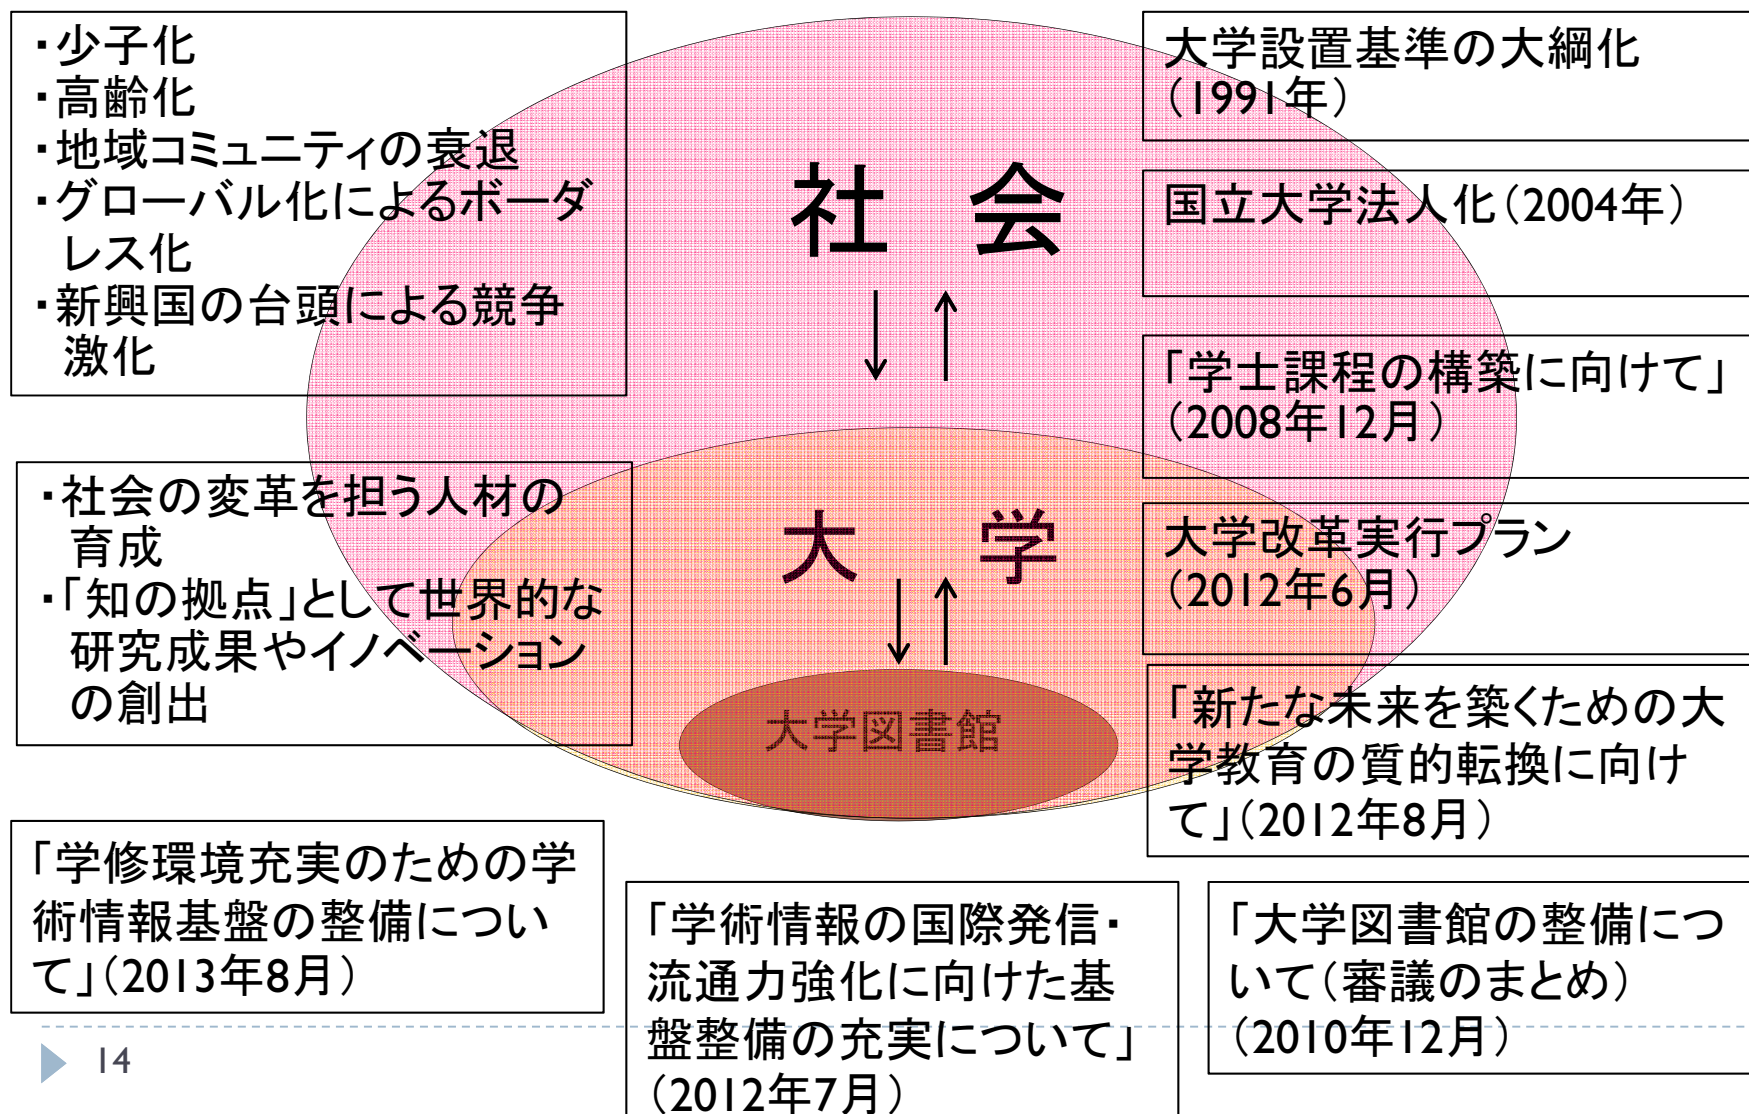 ・少子化
・高齢化
・地域コミュニティの衰退
・グローバル化によるボーダ
レス化
・新興国の台頭による競争
激化
大学設置基準の大綱化
（1991年）
社　会
国立大学法人化（2004年）
「学士課程の構築に向けて」
（2008年12月）
・社会の変革を担う人材の
育成
・「知の拠点」として世界的な
研究成果やイノベーション
の創出
大　学
大学改革実行プラン
（2012年6月）
大学図書館
「新たな未来を築くための大
学教育の質的転換に向け
て」（2012年8月）
「学修環境充実のための学
術情報基盤の整備につい
て」（2013年8月）
「学術情報の国際発信・
流通力強化に向けた基
盤整備の充実について」
（2012年7月）
「大学図書館の整備につ
いて（審議のまとめ）
（2010年12月）
14